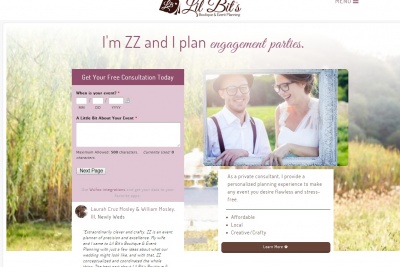 MENU
Lil Bit's
Boutique & Event Planning
I'm ZZ and I plan engagement parties.
Get Your Free Consultation Today
When is your event? *
MM DD YYYY
A Little Bit About Your Event *
Maximum Allowed: 500 characters. Currently Used: 0
characters.
Next Page
Laurah Cruz Mosley & William Mosley,
III, Newly Weds
"Extraordinarily clever and crafty, ZZ is an event
planner of precision and excellence. My wife
and I came to Lil Bit's Boutique & Event
Planning with just a few ideas about what our
wedding night might look like, and with that, ZZ
conceptualized and coordinated the whole
As a private consultant, I provide a
personalized planning experience to make
any event you desire flawless and stress-
free.
Affordable
Local
Creative/Crafty
Learn More